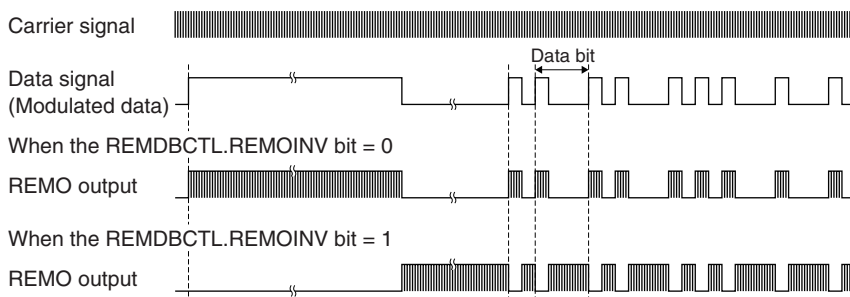 Carrier signal
Data bit
Data signal
(Modulated data)
When the REMDBCTL.REMOINV bit = 0
REMO output
When the REMDBCTL.REMOINV bit = 1
REMO output